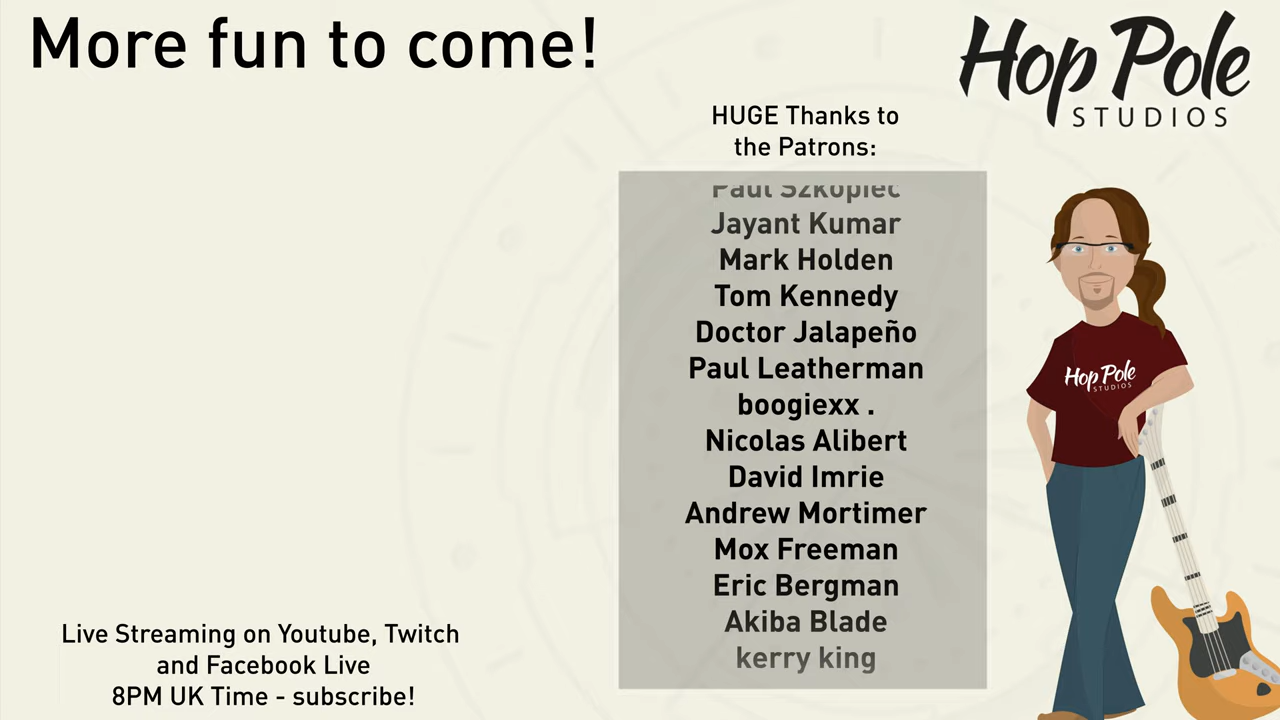 More fun to come!
Hop Pole
STUDIOS
HUGE Thanks to
the Patrons:
Paul Szkopiec
Jayant Kumar
Mark Holden
Tom Kennedy
Doctor Jalapeño
Paul Leatherman
boogiexx .
Nicolas Alibert
David Imrie
Andrew Mortimer
Mox Freeman
Eric Bergman
Akiba Blade
kerry king
Hop Pole
STUDIOS
Live Streaming on Youtube, Twitch
and Facebook Live
8PM UK Time - subscribe!